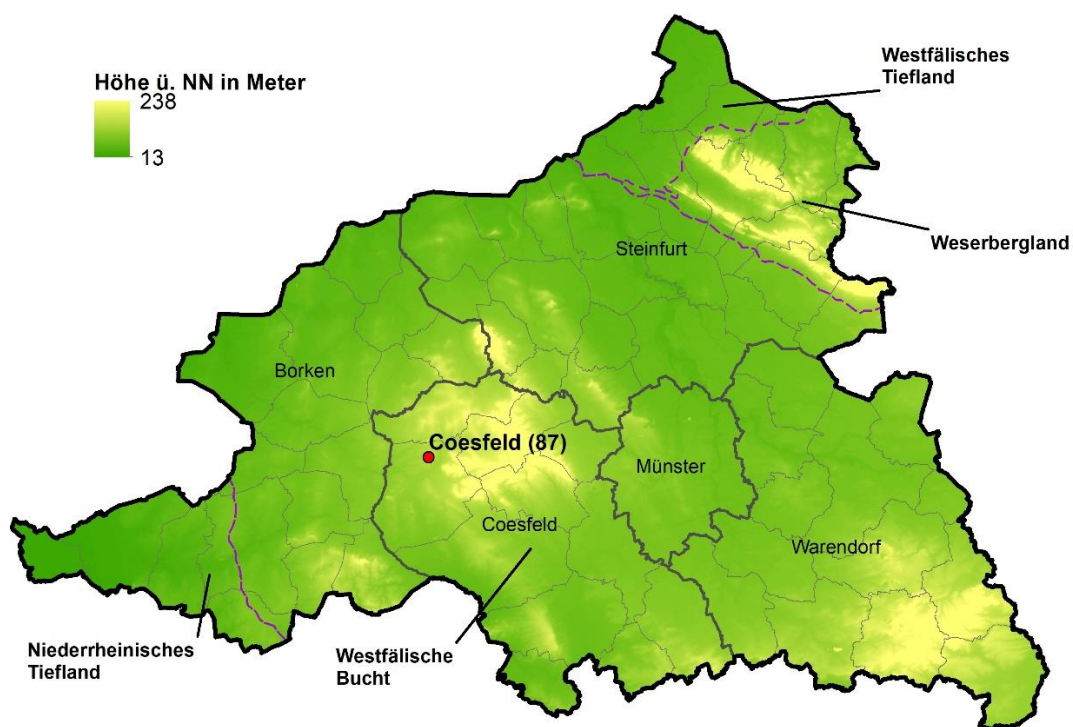 Höhe ü. NN in Meter
238
13
Westfälisches
Tiefland
Weserbergland
Steinfurt
Borken
Coesfeld (87)
Münster
Coesfeld
Warendorf
Niederrheinisches
Tiefland
Westfälische
Bucht